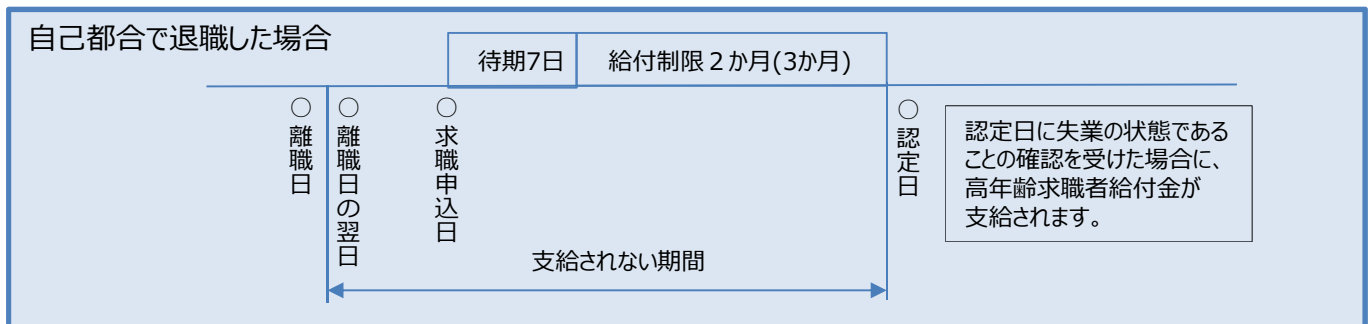 自己都合で退職した場合
待期7日
給付制限２か月(3か月)
○離職日
○離職日の翌日
○求職申込日
○認定日
認定日に失業の状態である
ことの確認を受けた場合に、
高年齢求職者給付金が
支給されます。
支給されない期間